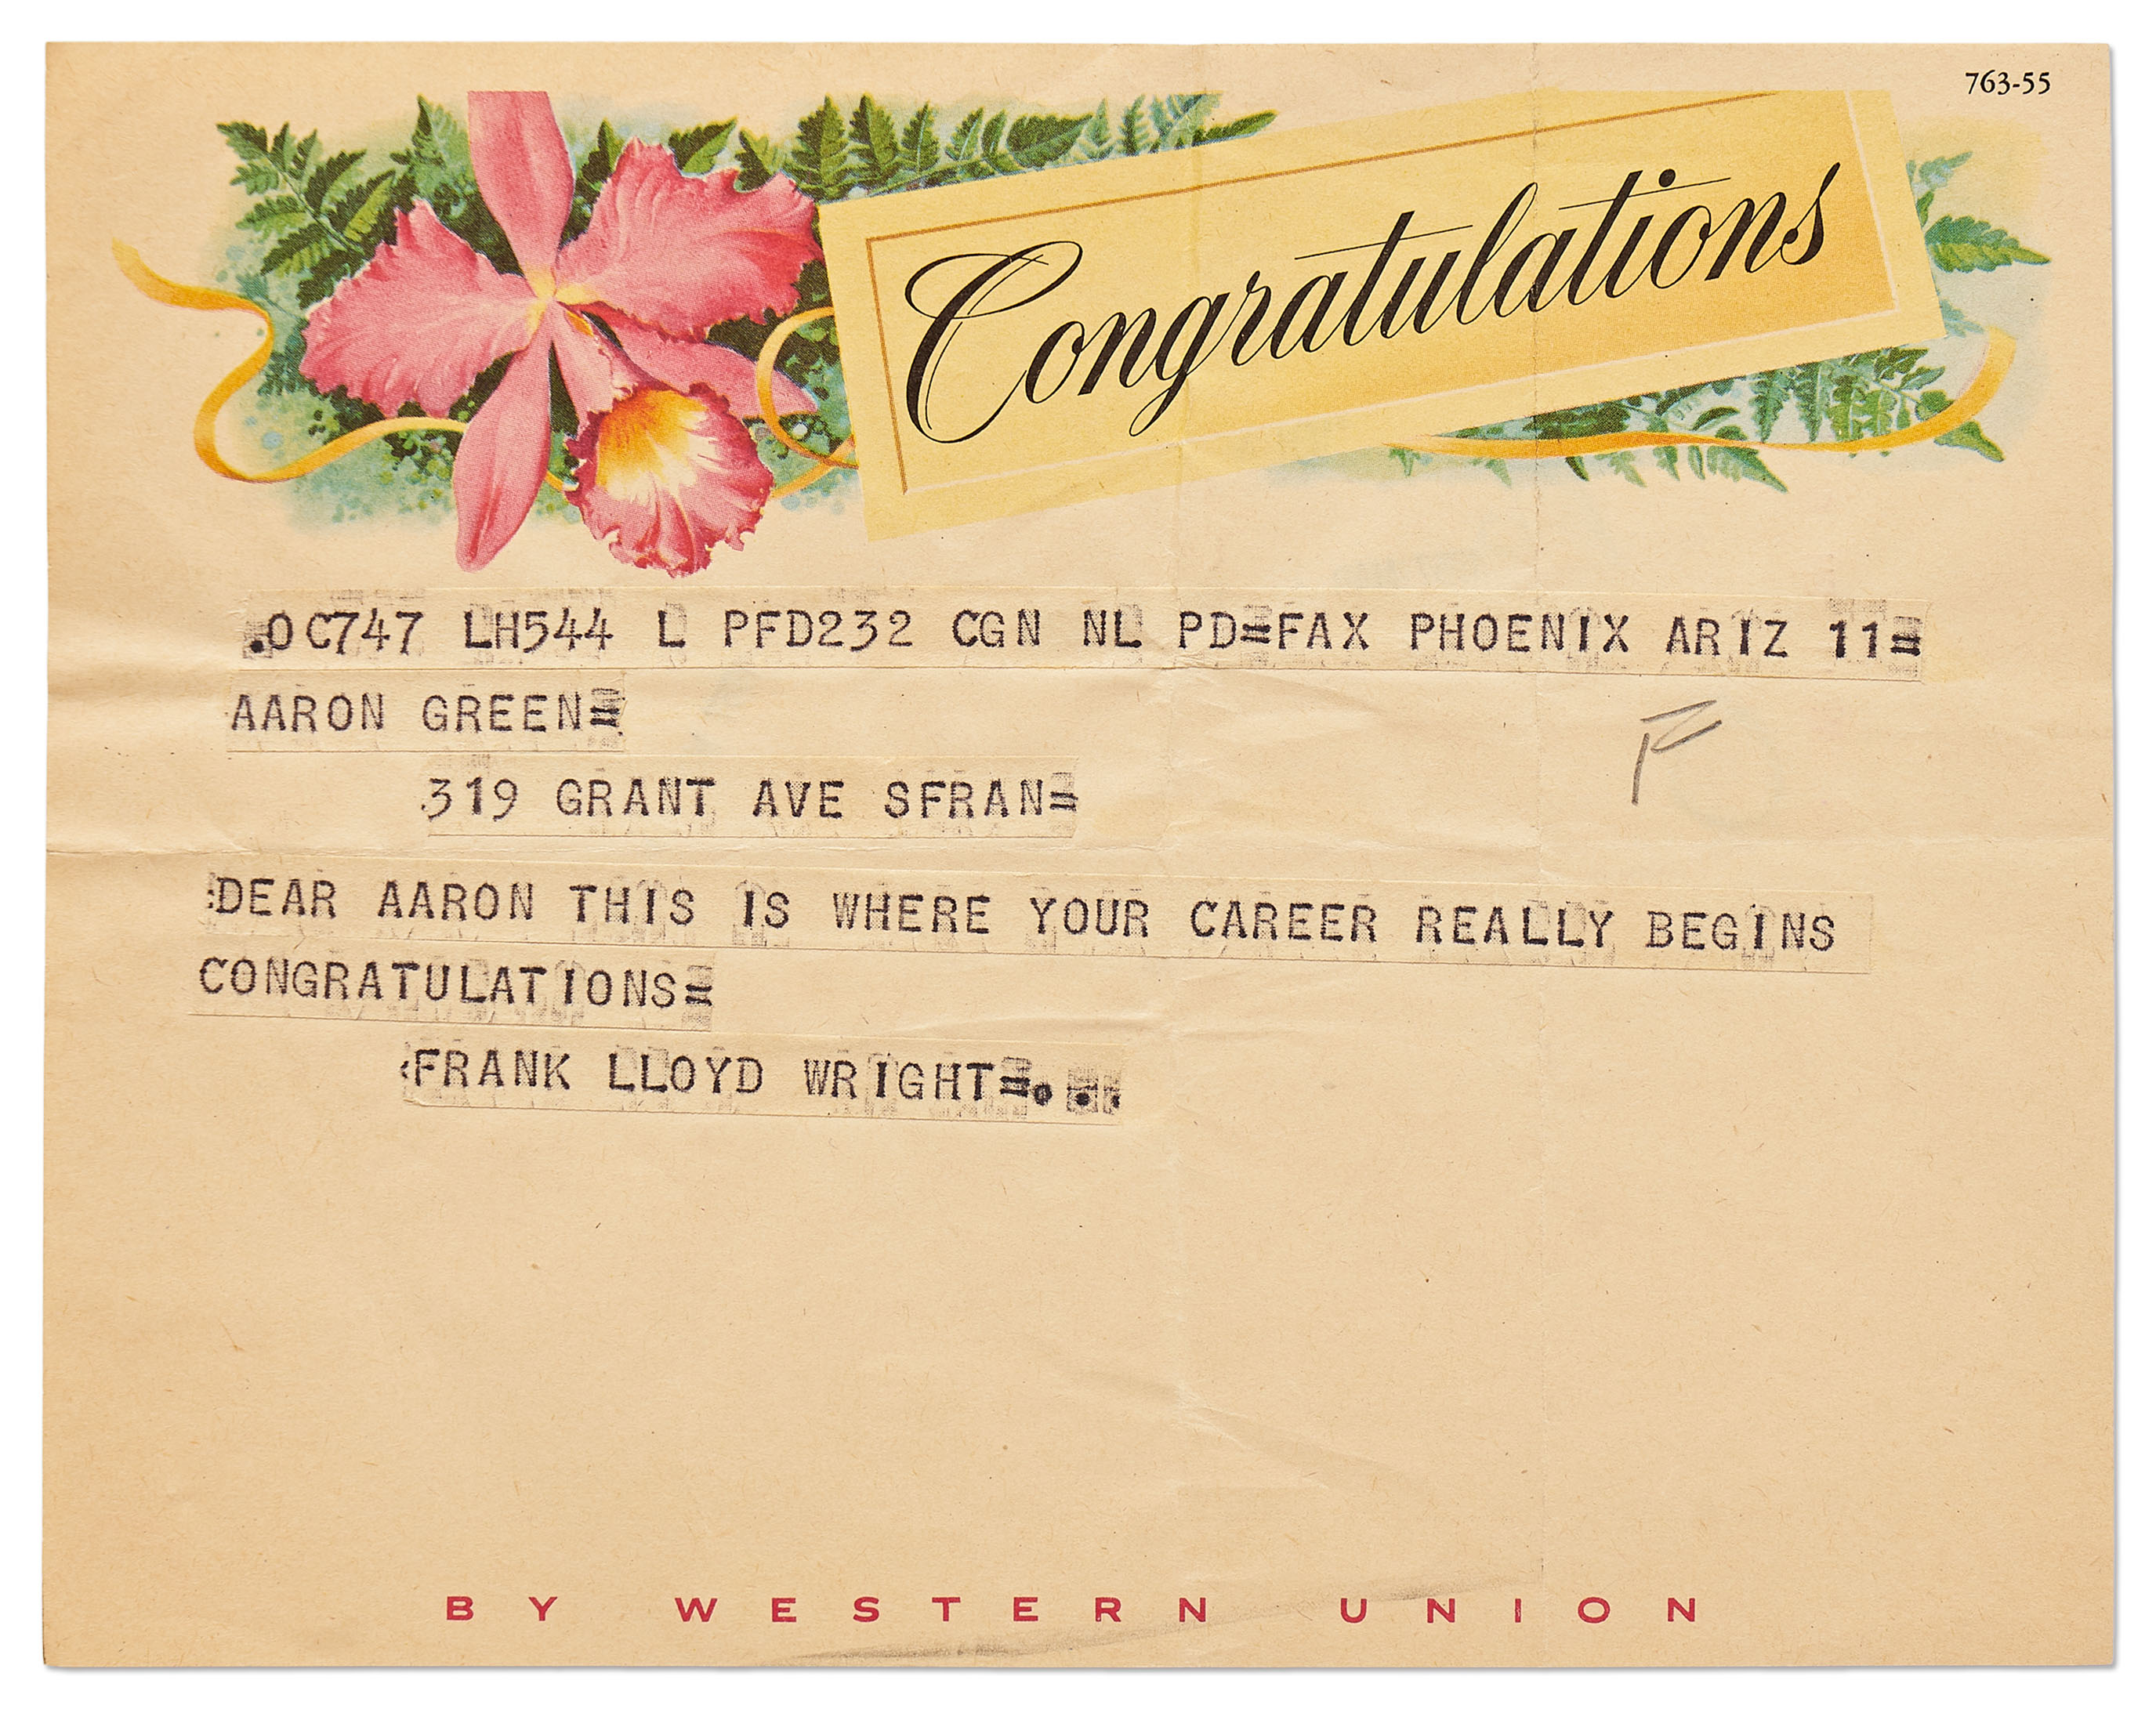 763-55
Congratulations
.OC747 LH544 L PFD232 CGN NL PD=FAX PHOENIX ARIZ 11=
AARON GREEN=
319 GRANT AVE SFRAN=
DEAR AARON THIS IS WHERE YOUR CAREER REALLY BEGINS
CONGRATULATIONS=
FRANK LLOYD WRIGHT=...
BY WESTERN UNION